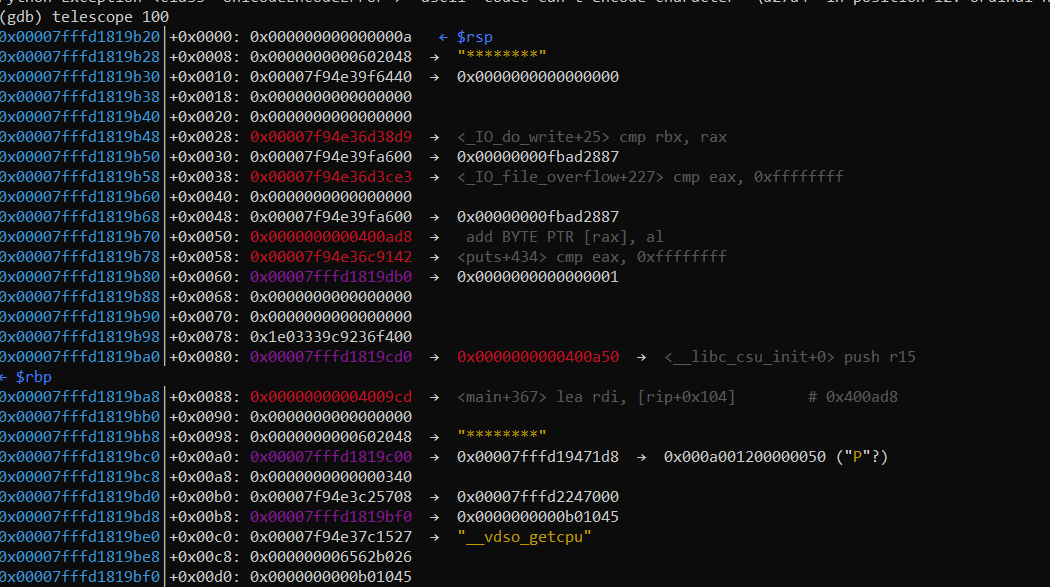 (gdb) telescope 100
0x00007fffd1819b20│+0x0000: 0x000000000000000a   ← $rsp
0x00007fffd1819b28│+0x0008: 0x0000000000602048  →  "********"
0x00007fffd1819b30│+0x0010: 0x00007f94e39f6440  →  0x0000000000000000
0x00007fffd1819b38│+0x0018: 0x0000000000000000
0x00007fffd1819b40│+0x0020: 0x0000000000000000
0x00007fffd1819b48│+0x0028: 0x00007f94e36d38d9  →  <_IO_do_write+25> cmp rbx, rax
0x00007fffd1819b50│+0x0030: 0x00007f94e39fa600  →  0x00000000fbad2887
0x00007fffd1819b58│+0x0038: 0x00007f94e36d3ce3  →  <_IO_file_overflow+227> cmp eax, 0xffffffff
0x00007fffd1819b60│+0x0040: 0x0000000000000000
0x00007fffd1819b68│+0x0048: 0x00007f94e39fa600  →  0x00000000fbad2887
0x00007fffd1819b70│+0x0050: 0x0000000000400ad8  →   add BYTE PTR [rax], al
0x00007fffd1819b78│+0x0058: 0x00007f94e36c9142  →  <puts+434> cmp eax, 0xffffffff
0x00007fffd1819b80│+0x0060: 0x00007fffd1819db0  →  0x0000000000000001
0x00007fffd1819b88│+0x0068: 0x0000000000000000
0x00007fffd1819b90│+0x0070: 0x0000000000000000
0x00007fffd1819b98│+0x0078: 0x1e03339c9236f400
0x00007fffd1819ba0│+0x0080: 0x00007fffd1819cd0  →  0x0000000000400a50  →  <__libc_csu_init+0> push r15
← $rbp
0x00007fffd1819ba8│+0x0088: 0x00000000004009cd  →  <main+367> lea rdi, [rip+0x104]        # 0x400ad8
0x00007fffd1819bb0│+0x0090: 0x0000000000000000
0x00007fffd1819bb8│+0x0098: 0x0000000000602048  →  "********"
0x00007fffd1819bc0│+0x00a0: 0x00007fffd1819c00  →  0x00007fffd19471d8  →  0x000a001200000050 ("P"?)
0x00007fffd1819bc8│+0x00a8: 0x0000000000000340
0x00007fffd1819bd0│+0x00b0: 0x00007f94e3c25708  →  0x00007fffd2247000
0x00007fffd1819bd8│+0x00b8: 0x00007fffd1819bf0  →  0x0000000000b01045
0x00007fffd1819be0│+0x00c0: 0x00007f94e37c1527  →  "__vdso_getcpu"
0x00007fffd1819be8│+0x00c8: 0x000000006562b026
0x00007fffd1819bf0│+0x00d0: 0x0000000000b01045